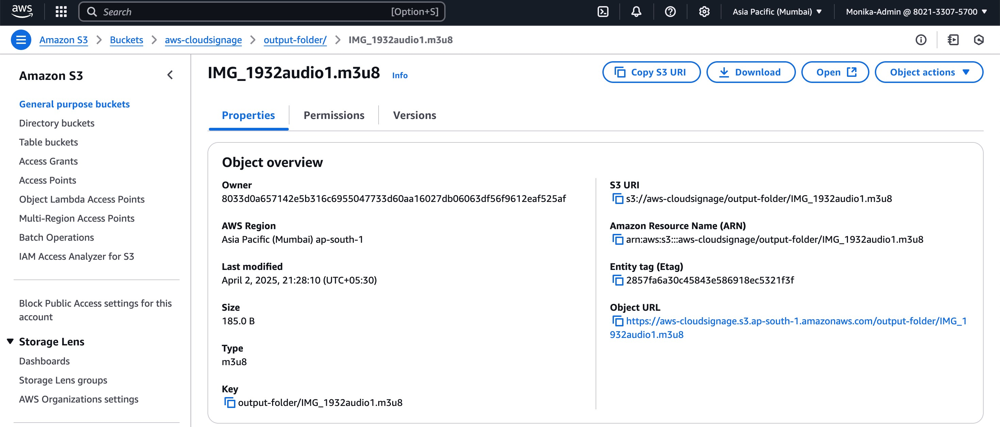 aws Search [Option+S] Asia Pacific (Mumbai) Monika-Admin @ 8021-3307-5700
Amazon S3 > Buckets > aws-cloudsignage > output-folder/ > IMG_1932audio1.m3u8
Amazon S3
General purpose buckets
Directory buckets
Table buckets
Access Grants
Access Points
Object Lambda Access Points
Multi-Region Access Points
Batch Operations
IAM Access Analyzer for S3
Block Public Access settings for this
account
Storage Lens
Dashboards
Storage Lens groups
AWS Organizations settings
IMG_1932audio1.m3u8 Info
Copy S3 URI Download Open Object actions
Properties Permissions Versions
Object overview
Owner
8033d0a657142e5b316c6955047733d60aa16027db06063df56f9612eaf525af
AWS Region
Asia Pacific (Mumbai) ap-south-1
Last modified
April 2, 2025, 21:28:10 (UTC+05:30)
Size
185.0 B
Type
m3u8
Key
output-folder/IMG_1932audio1.m3u8
S3 URI
s3://aws-cloudsignage/output-folder/IMG_1932audio1.m3u8
Amazon Resource Name (ARN)
arn:aws:s3:::aws-cloudsignage/output-folder/IMG_1932audio1.m3u8
Entity tag (Etag)
2857fa6a30c45843e586918ec5321f3f
Object URL
https://aws-cloudsignage.s3.ap-south-1.amazonaws.com/output-folder/IMG_1
932audio1.m3u8